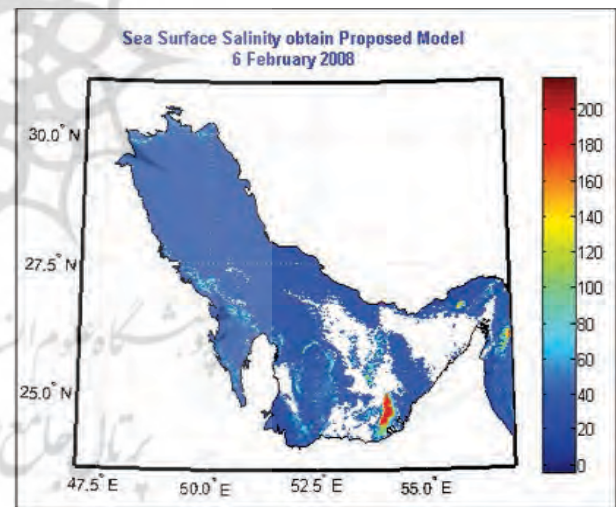 Sea Surface Salinity obtain Proposed Model
6 February 2008
30.0° N
27.5° N
25.0° N
47.5° E
50.0° E
52.5° E
55.0° E
200
180
160
140
120
100
80
60
40
20
0